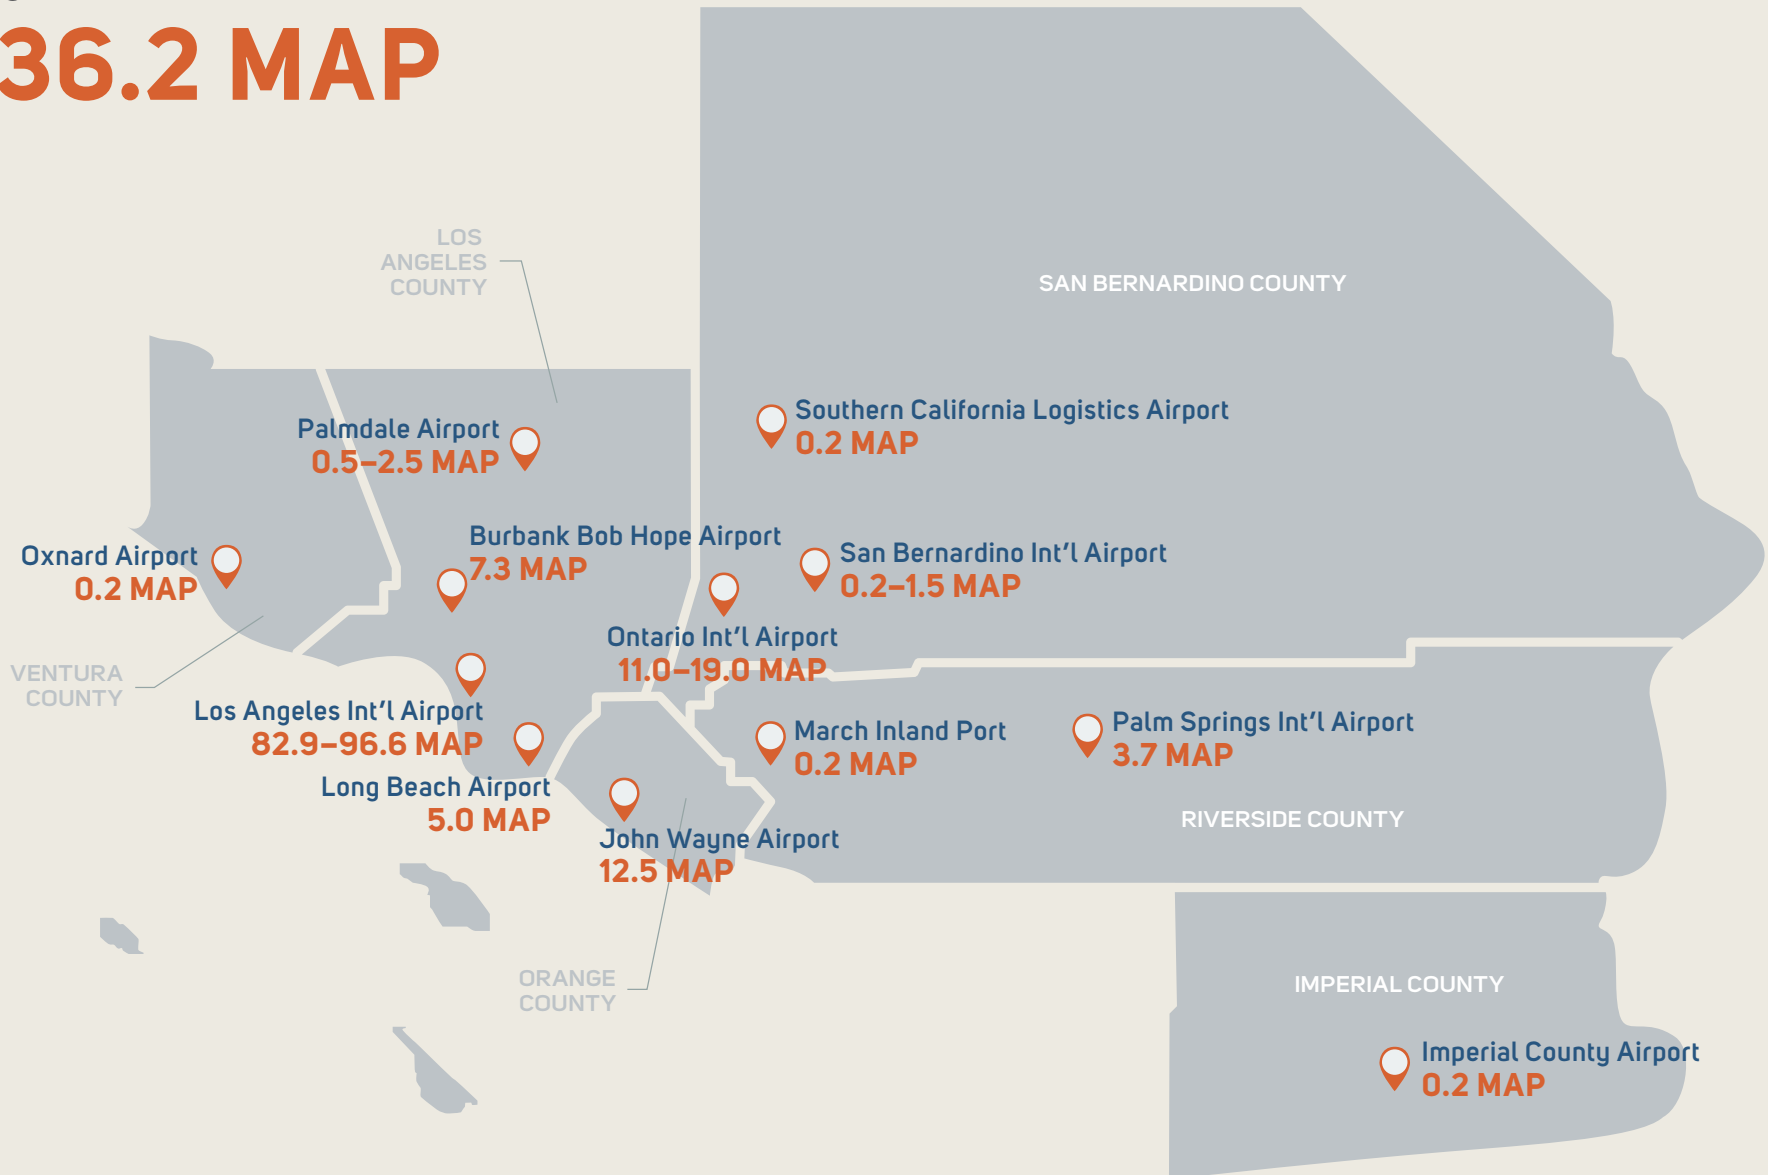 36.2 MAP
LOS
ANGELES
COUNTY
SAN BERNARDINO COUNTY
Southern California Logistics Airport
0.2 MAP
Palmdale Airport
0.5–2.5 MAP
Burbank Bob Hope Airport
7.3 MAP
San Bernardino Int'l Airport
0.2–1.5 MAP
Oxnard Airport
0.2 MAP
Ontario Int'l Airport
11.0–19.0 MAP
VENTURA
COUNTY
Los Angeles Int'l Airport
82.9–96.6 MAP
March Inland Port
0.2 MAP
Palm Springs Int'l Airport
3.7 MAP
Long Beach Airport
5.0 MAP
RIVERSIDE COUNTY
John Wayne Airport
12.5 MAP
ORANGE
COUNTY
IMPERIAL COUNTY
Imperial County Airport
0.2 MAP